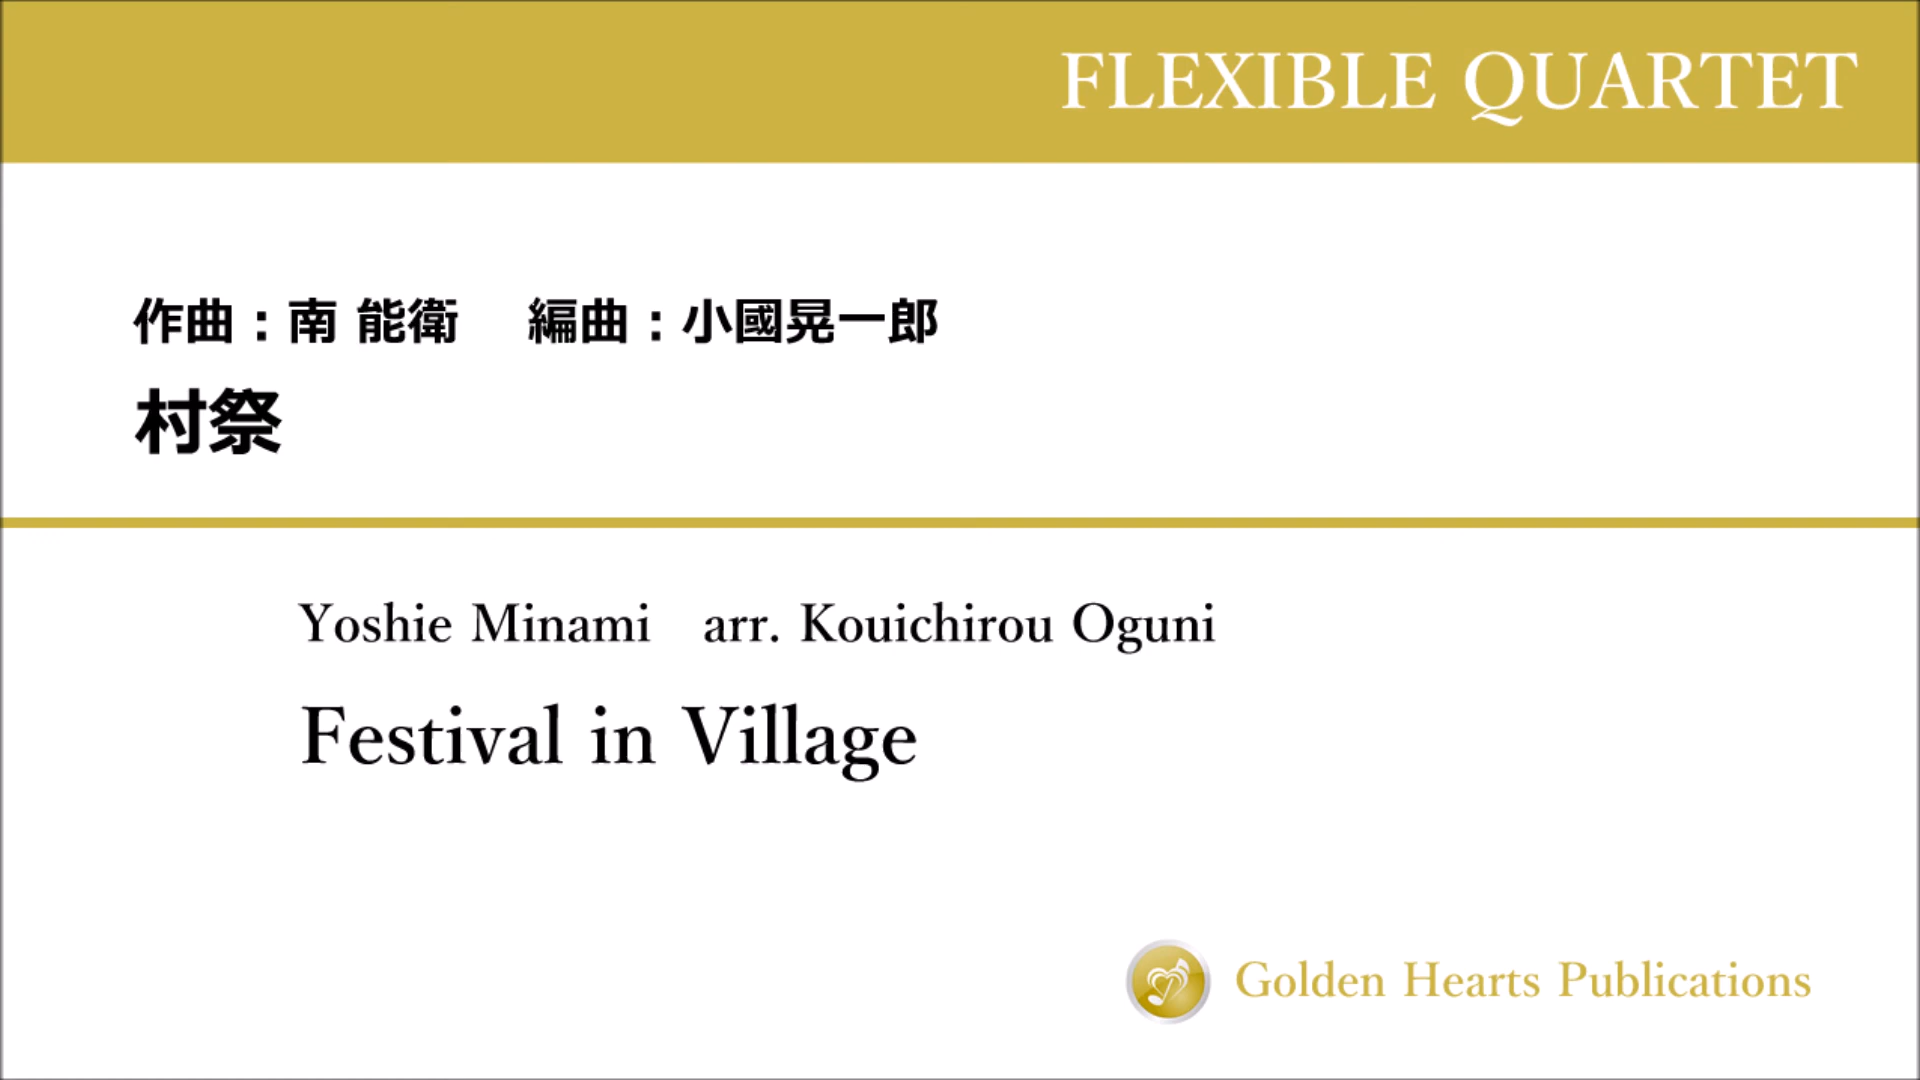 FLEXIBLE QUARTET
作曲：南 能衛　編曲：小國晃一郎
村祭
Yoshie Minami　arr. Kouichirou Oguni
Festival in Village
Golden Hearts Publications